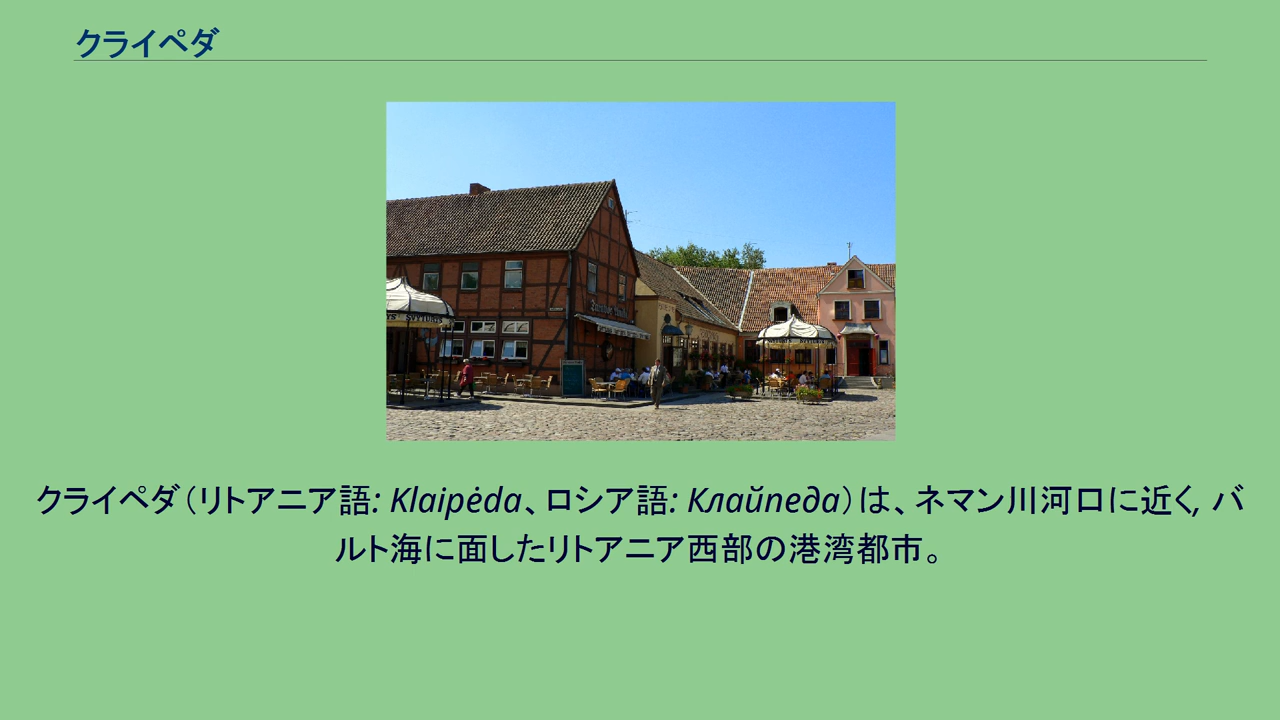 クライペダ
クライペダ（リトアニア語: Klaipėda、ロシア語: Клайпеда）は、ネマン川河口に近く, バ
ルト海に面したリトアニア西部の港湾都市。